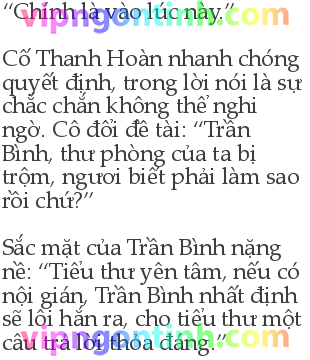 “Chính là vào lúc này.”
Cố Thanh Hoàn nhanh chóng
quyết định, trong lời nói là sự
chắc chắn không thể nghi
ngờ. Cô đổi đề tài: “Trần
Bình, thư phòng của ta bị
trộm, ngươi biết phải làm sao
rồi chứ?”
Sắc mặt của Trần Bình nặng
nề: “Tiểu thư yên tâm, nếu có
nội gián, Trần Bình nhất định
sẽ lôi hắn ra, cho tiểu thư một
câu trả lời thỏa đáng.”
vipngontinh.com
vipngontinh.com